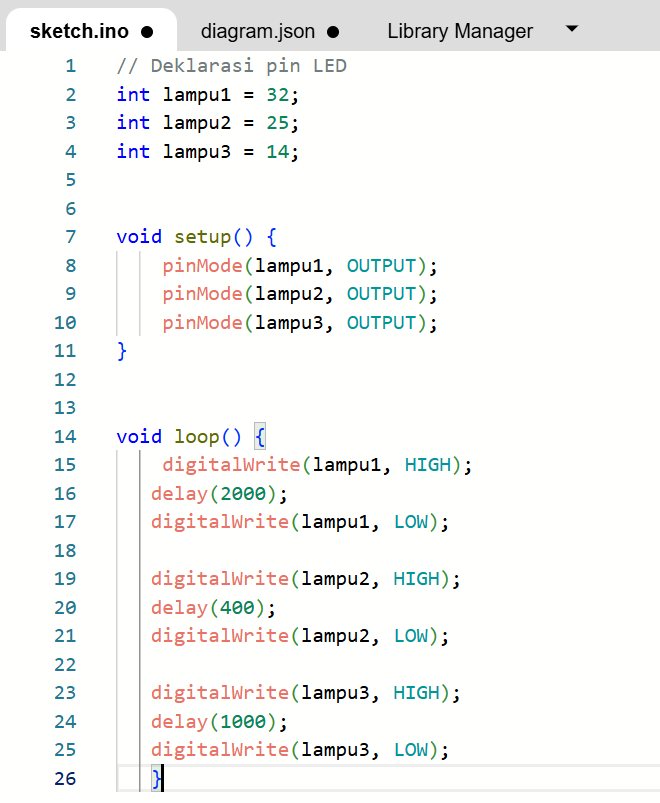 sketch.ino ● diagram.json ● Library Manager ▼
1 // Deklarasi pin LED
2 int lampu1 = 32;
3 int lampu2 = 25;
4 int lampu3 = 14;
5
6
7 void setup() {
8 pinMode(lampu1, OUTPUT);
9 pinMode(lampu2, OUTPUT);
10 pinMode(lampu3, OUTPUT);
11 }
12
13
14 void loop() {
15 digitalWrite(lampu1, HIGH);
16 delay(2000);
17 digitalWrite(lampu1, LOW);
18
19 digitalWrite(lampu2, HIGH);
20 delay(400);
21 digitalWrite(lampu2, LOW);
22
23 digitalWrite(lampu3, HIGH);
24 delay(1000);
25 digitalWrite(lampu3, LOW);
26 }